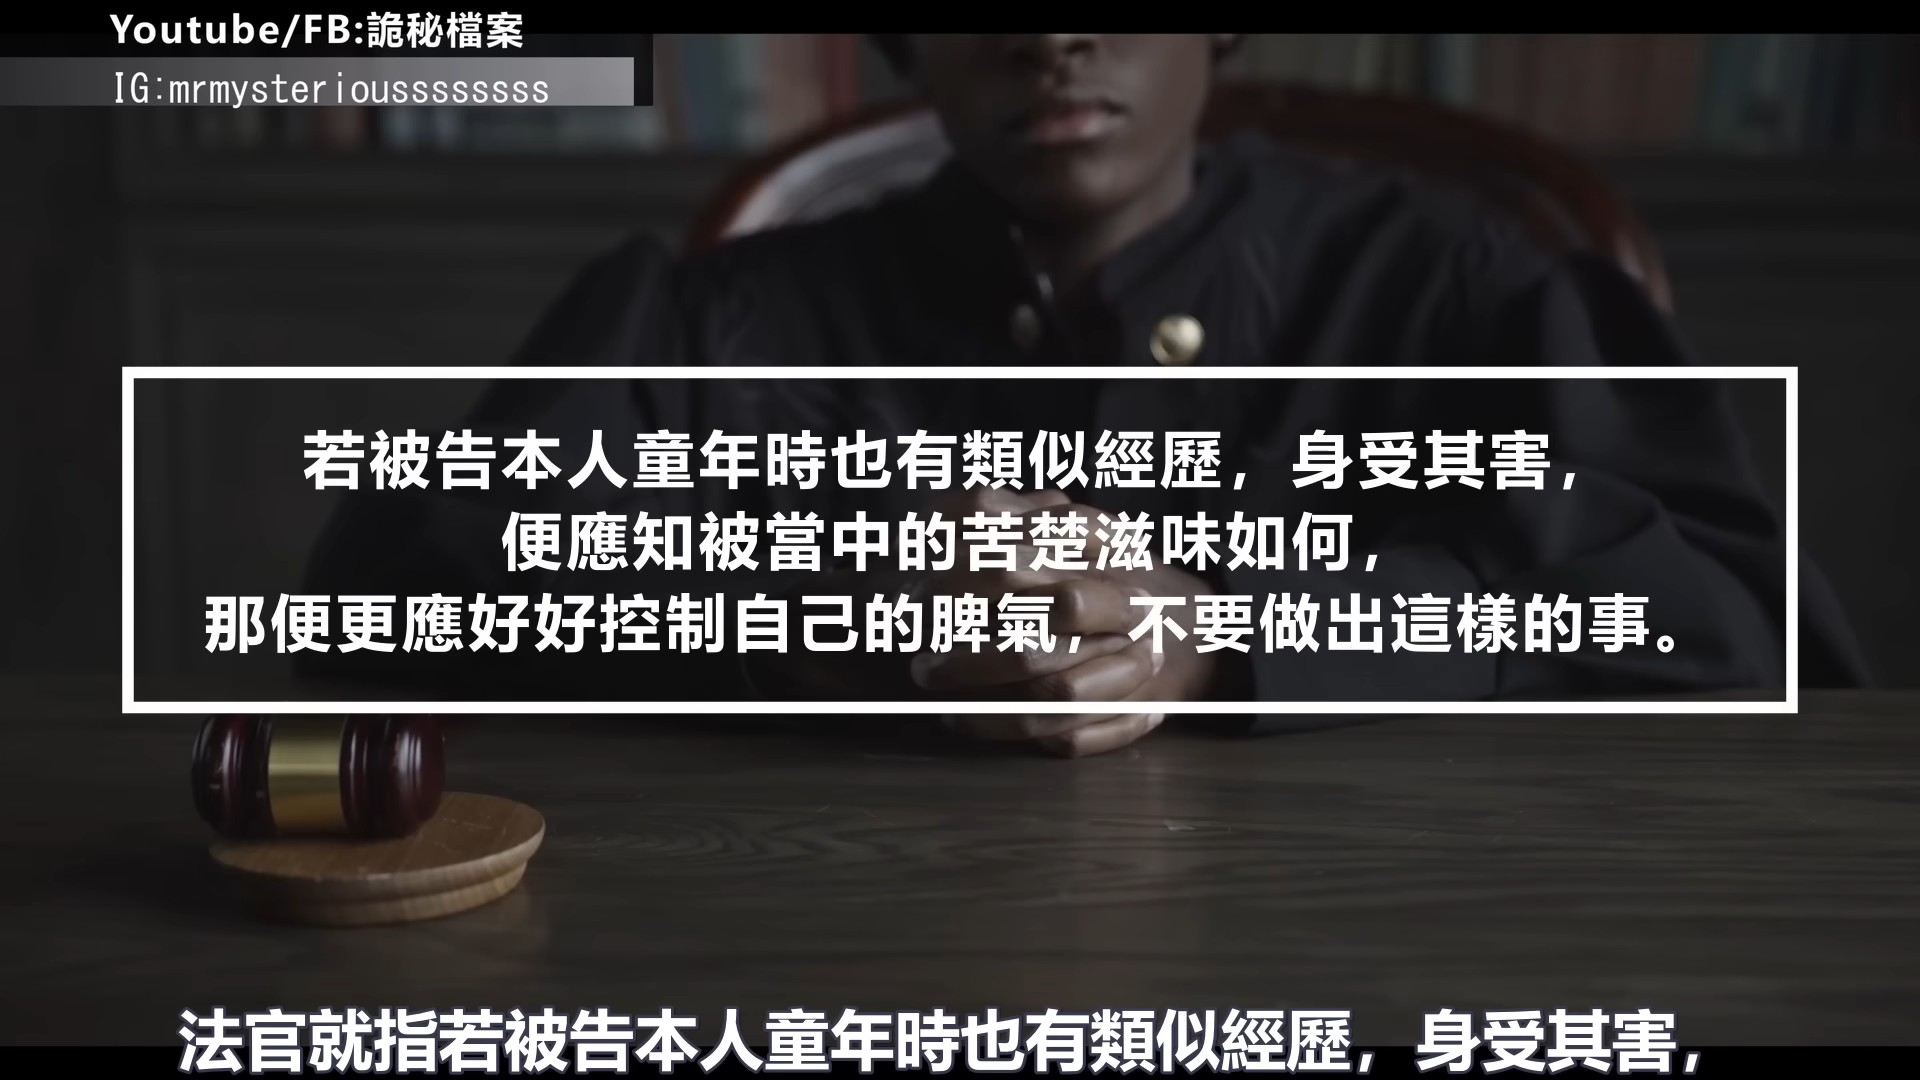 Youtube/FB:詭秘檔案
IG:mrmysteriousssssssss
若被告本人童年時也有類似經歷，身受其害，
便應知被當中的苦楚滋味如何，
那便更應好好控制自己的脾氣，不要做出這樣的事。
法官就指若被告本人童年時也有類似經歷，身受其害，